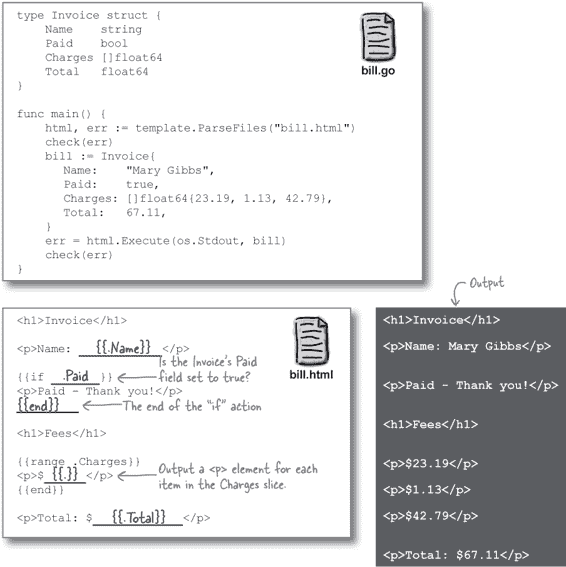 type Invoice struct {
Name string
Paid bool
Charges []float64
Total float64
}
bill.go
func main() {
html, err := template.ParseFiles("bill.html")
check(err)
bill := Invoice{
Name: "Mary Gibbs",
Paid: true,
Charges: []float64{23.19, 1.13, 42.79},
Total: 67.11,
}
err = html.Execute(os.Stdout, bill)
check(err)
}
<h1>Invoice</h1>
bill.html
<p>Name: {{.Name}} </p>
Is the Invoice's Paid
field set to true?
{{if .Paid }}
<p>Paid - Thank you!</p>
{{end}} The end of the "if" action
<h1>Fees</h1>
{{range .Charges}}
<p>$ {{.}} </p>
Output a <p> element for each
item in the Charges slice.
{{end}}
<p>Total: $ {{.Total}} </p>
Output
<h1>Invoice</h1>
<p>Name: Mary Gibbs</p>
<p>Paid - Thank you!</p>
<h1>Fees</h1>
<p>$23.19</p>
<p>$1.13</p>
<p>$42.79</p>
<p>Total: $67.11</p>